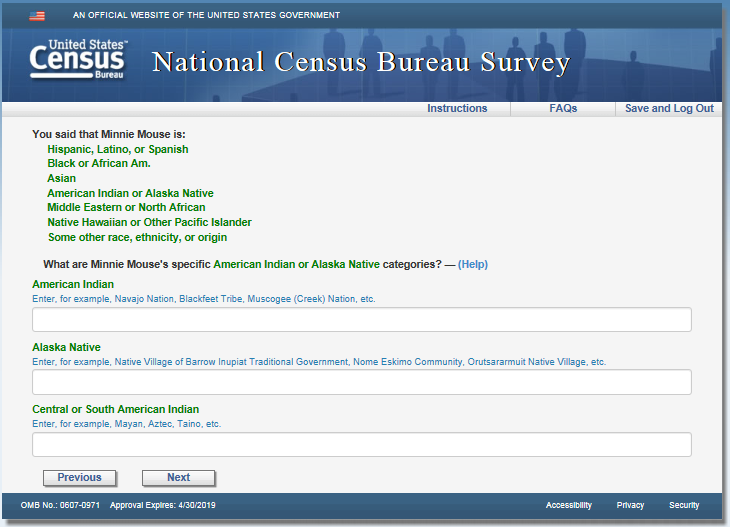 AN OFFICIAL WEBSITE OF THE UNITED STATES GOVERNMENT
United States™
Census
Bureau
National Census Bureau Survey
Instructions FAQs Save and Log Out
You said that Minnie Mouse is:
Hispanic, Latino, or Spanish
Black or African Am.
Asian
American Indian or Alaska Native
Middle Eastern or North African
Native Hawaiian or Other Pacific Islander
Some other race, ethnicity, or origin
What are Minnie Mouse's specific American Indian or Alaska Native categories? — (Help)
American Indian
Enter, for example, Navajo Nation, Blackfeet Tribe, Muscogee (Creek) Nation, etc.
Alaska Native
Enter, for example, Native Village of Barrow Inupiat Traditional Government, Nome Eskimo Community, Orutsararmuit Native Village, etc.
Central or South American Indian
Enter, for example, Mayan, Aztec, Taino, etc.
Previous Next
OMB No.: 0607-0971 Approval Expires: 4/30/2019 Accessibility Privacy Security